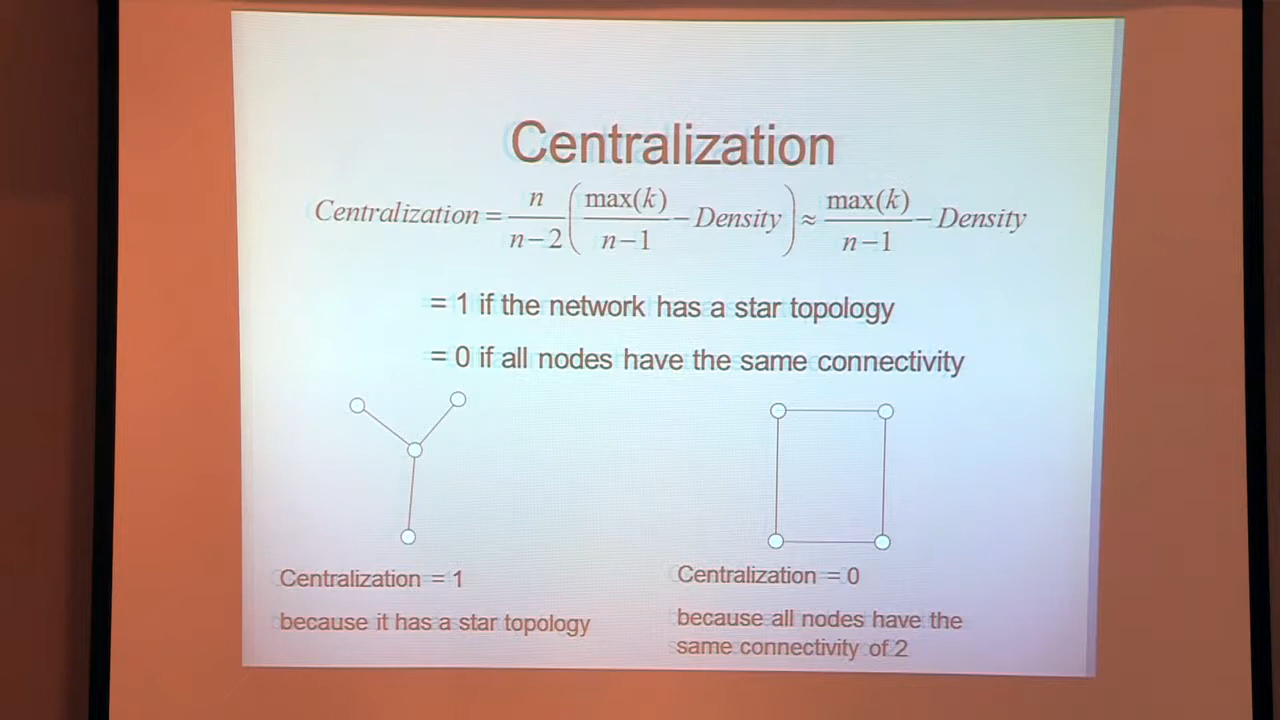 Centralization
Centralization = n/(n−2) (max(k)/(n−1) − Density) ≈ max(k)/(n−1) − Density
= 1 if the network has a star topology
= 0 if all nodes have the same connectivity
Centralization = 1
because it has a star topology
Centralization = 0
because all nodes have the
same connectivity of 2